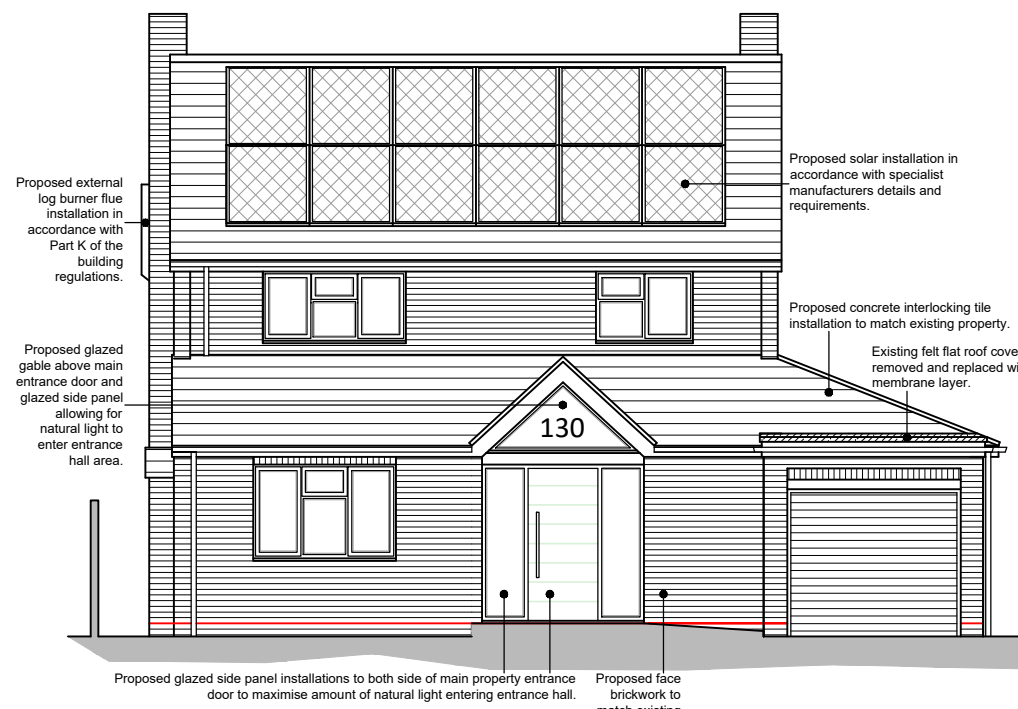 Proposed external
log burner flue
installation in
accordance with
Part K of the
building
regulations.
Proposed solar installation in
accordance with specialist
manufacturers details and
requirements.
Proposed concrete interlocking tile
installation to match existing property.
Existing felt flat roof cove
removed and replaced wi
membrane layer.
Proposed glazed
gable above main
entrance door and
glazed side panel
allowing for
natural light to
enter entrance
hall area.
130
Proposed glazed side panel installations to both side of main property entrance
door to maximise amount of natural light entering entrance hall.
Proposed face
brickwork to
match existing